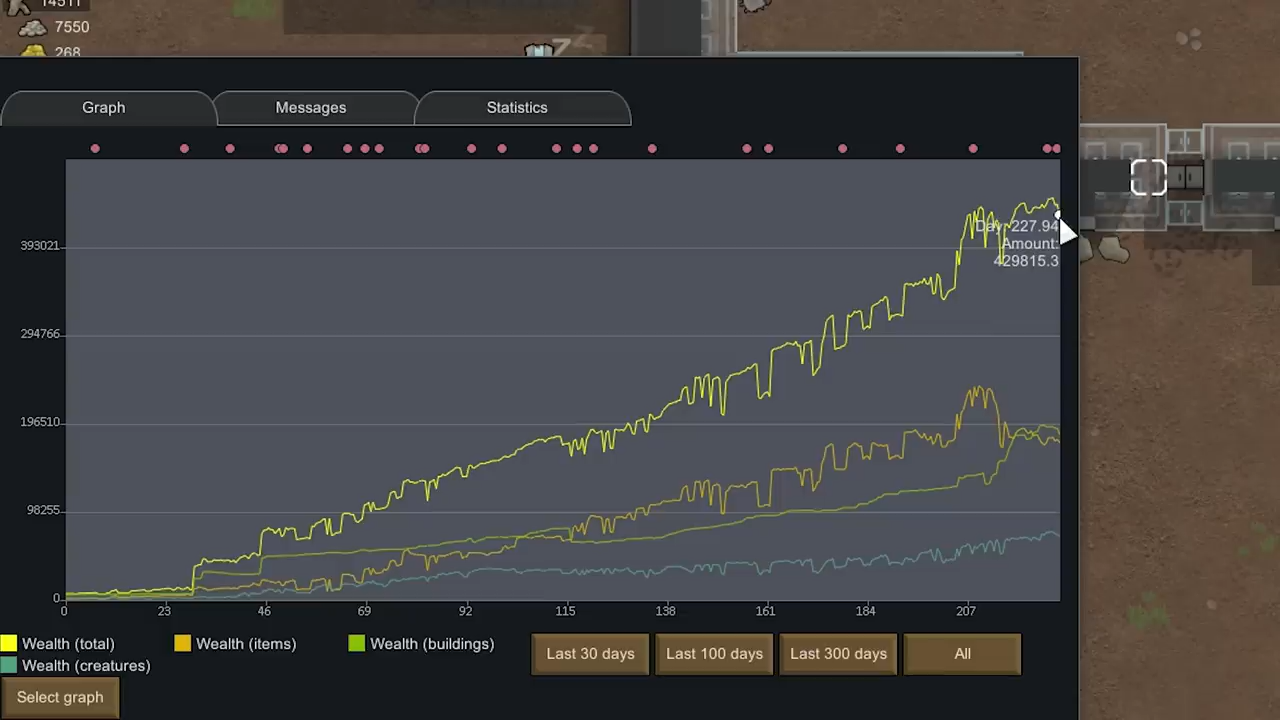 14511
7550
268
Graph
Messages
Statistics
Day: 227.94
Amount:
429815.3
393021
294766
196510
98255
0
0 23 46 69 92 115 138 161 184 207
Wealth (total) Wealth (items) Wealth (buildings)
Wealth (creatures)
Last 30 days
Last 100 days
Last 300 days
All
Select graph